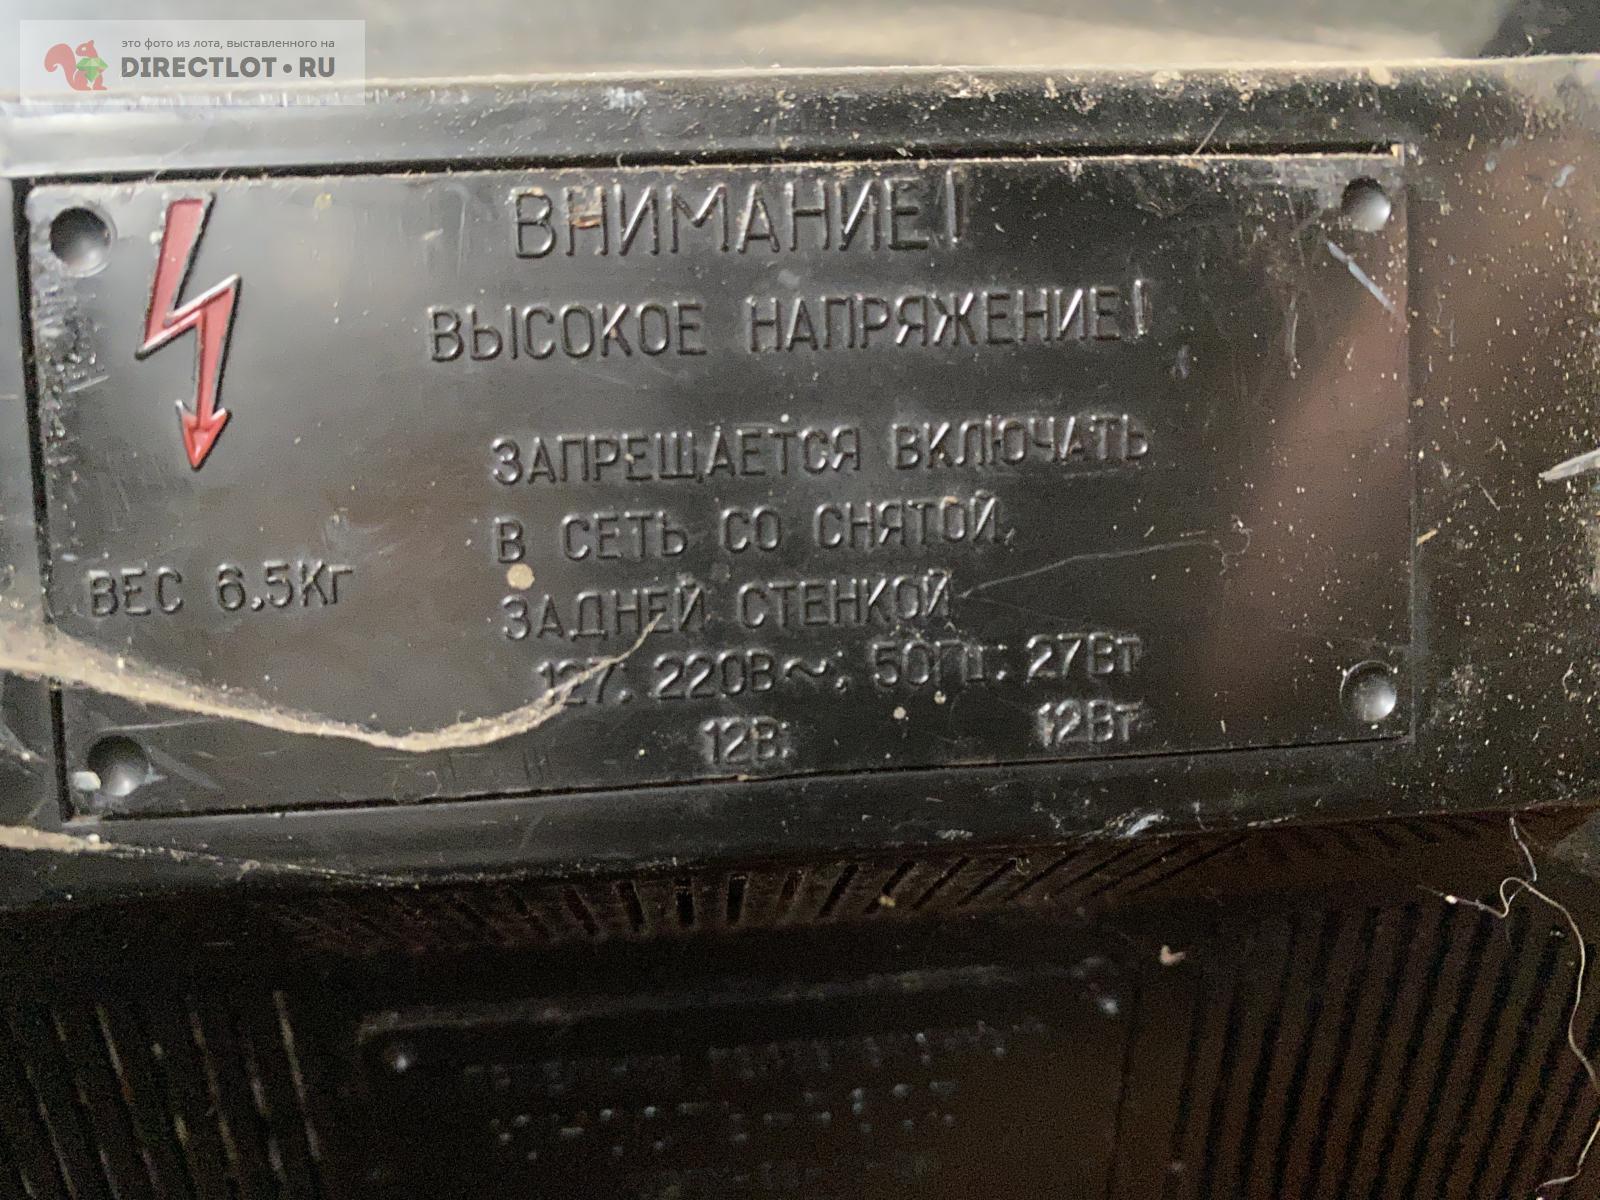 это фото из лота, выставленного на
DIRECTLOT.RU
ВНИМАНИЕ!
ВЫСОКОЕ НАПРЯЖЕНИЕ!
ЗАПРЕЩАЕТСЯ ВКЛЮЧАТЬ
В СЕТЬ СО СНЯТОЙ
ВЕС 6,5Кг
ЗАДНЕЙ СТЕНКОЙ
127, 220В~; 50Гц; 27Вт
12В; 12Вт